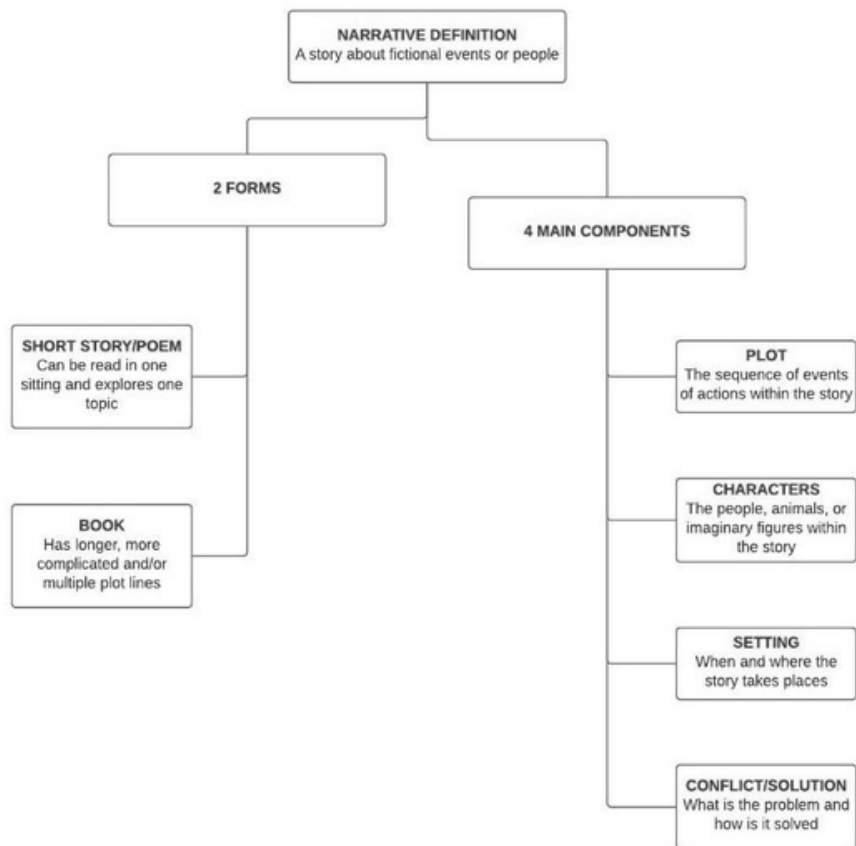 NARRATIVE DEFINITION
A story about fictional events or people
2 FORMS
4 MAIN COMPONENTS
SHORT STORY/POEM
Can be read in one
sitting and explores one
topic
BOOK
Has longer, more
complicated and/or
multiple plot lines
PLOT
The sequence of events
of actions within the story
CHARACTERS
The people, animals, or
imaginary figures within
the story
SETTING
When and where the
story takes places
CONFLICT/SOLUTION
What is the problem and
how is it solved